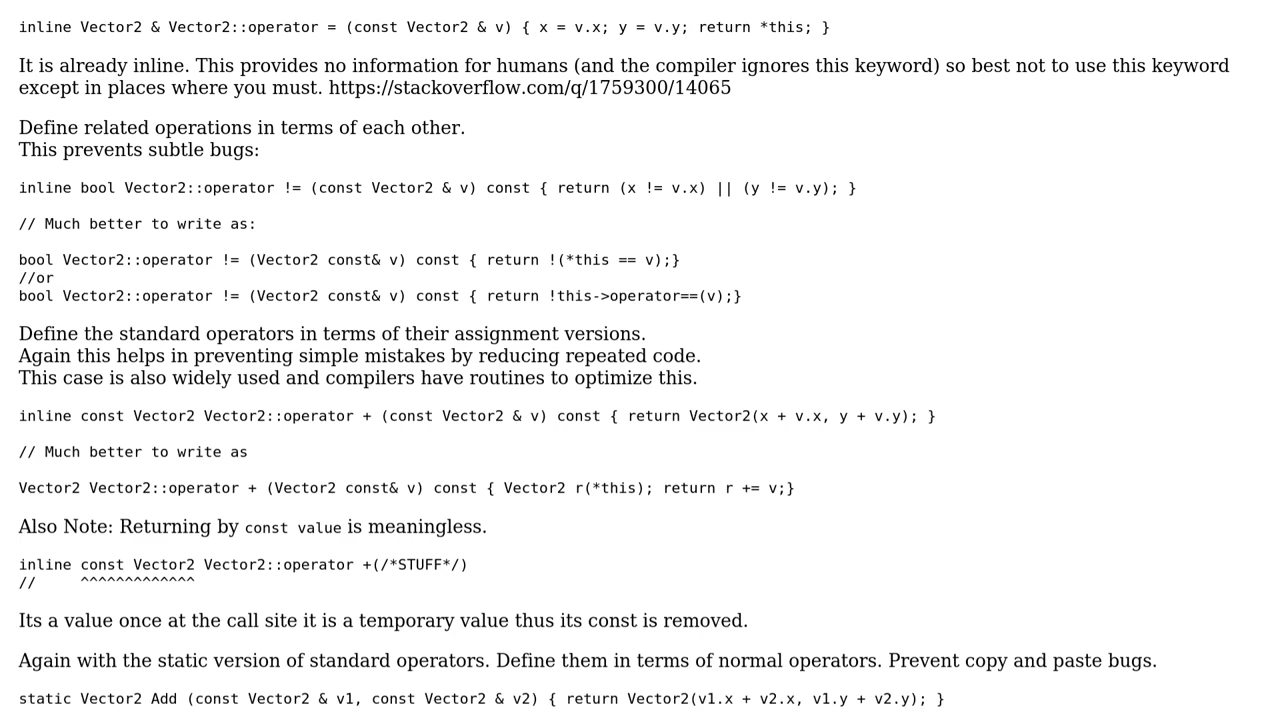 inline Vector2 & Vector2::operator = (const Vector2 & v) { x = v.x; y = v.y; return *this; }
It is already inline. This provides no information for humans (and the compiler ignores this keyword) so best not to use this keyword
except in places where you must. https://stackoverflow.com/q/1759300/14065
Define related operations in terms of each other.
This prevents subtle bugs:
inline bool Vector2::operator != (const Vector2 & v) const { return (x != v.x) || (y != v.y); }
// Much better to write as:
bool Vector2::operator != (Vector2 const& v) const { return !(*this == v);}
//or
bool Vector2::operator != (Vector2 const& v) const { return !this->operator==(v);}
Define the standard operators in terms of their assignment versions.
Again this helps in preventing simple mistakes by reducing repeated code.
This case is also widely used and compilers have routines to optimize this.
inline const Vector2 Vector2::operator + (const Vector2 & v) const { return Vector2(x + v.x, y + v.y); }
// Much better to write as
Vector2 Vector2::operator + (Vector2 const& v) const { Vector2 r(*this); return r += v;}
Also Note: Returning by const value is meaningless.
inline const Vector2 Vector2::operator +(/*STUFF*/)
//     ^^^^^^^^^^^^^
Its a value once at the call site it is a temporary value thus its const is removed.
Again with the static version of standard operators. Define them in terms of normal operators. Prevent copy and paste bugs.
static Vector2 Add (const Vector2 & v1, const Vector2 & v2) { return Vector2(v1.x + v2.x, v1.y + v2.y); }